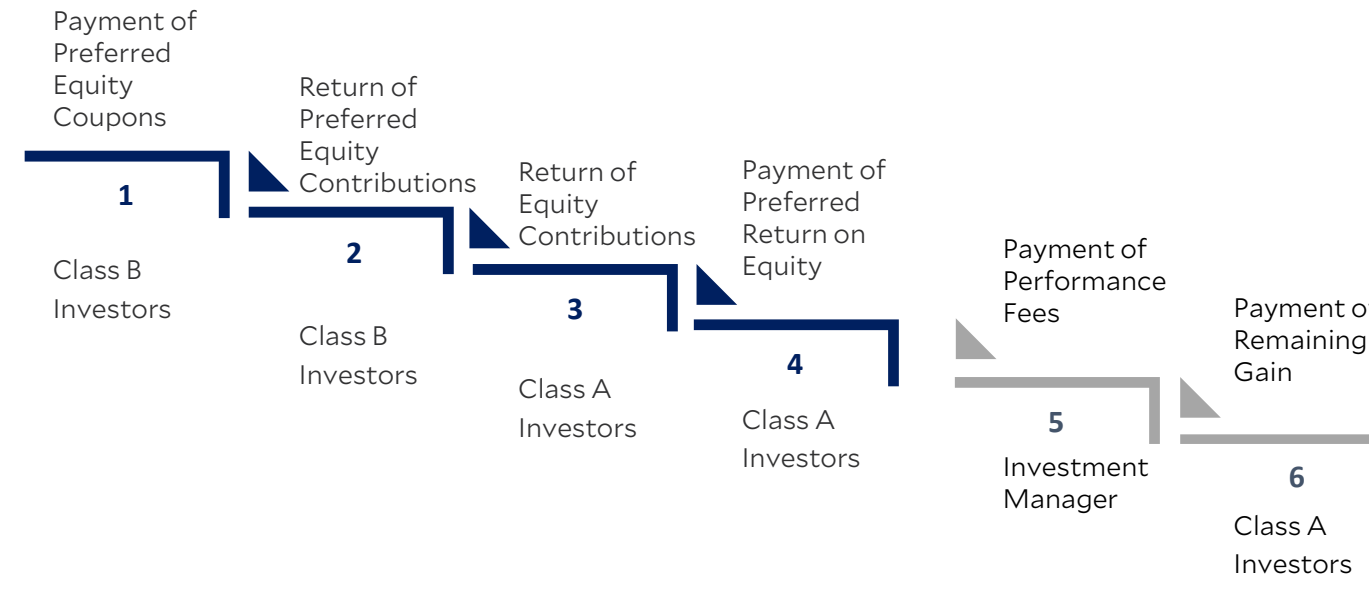 Payment of
Preferred
Equity
Coupons
1
Class B
Investors
Return of
Preferred
Equity
Contributions
2
Class B
Investors
Return of
Equity
Contributions
3
Class A
Investors
Payment of
Preferred
Return on
Equity
4
Class A
Investors
Payment of
Performance
Fees
5
Investment
Manager
Payment of
Remaining
Gain
6
Class A
Investors